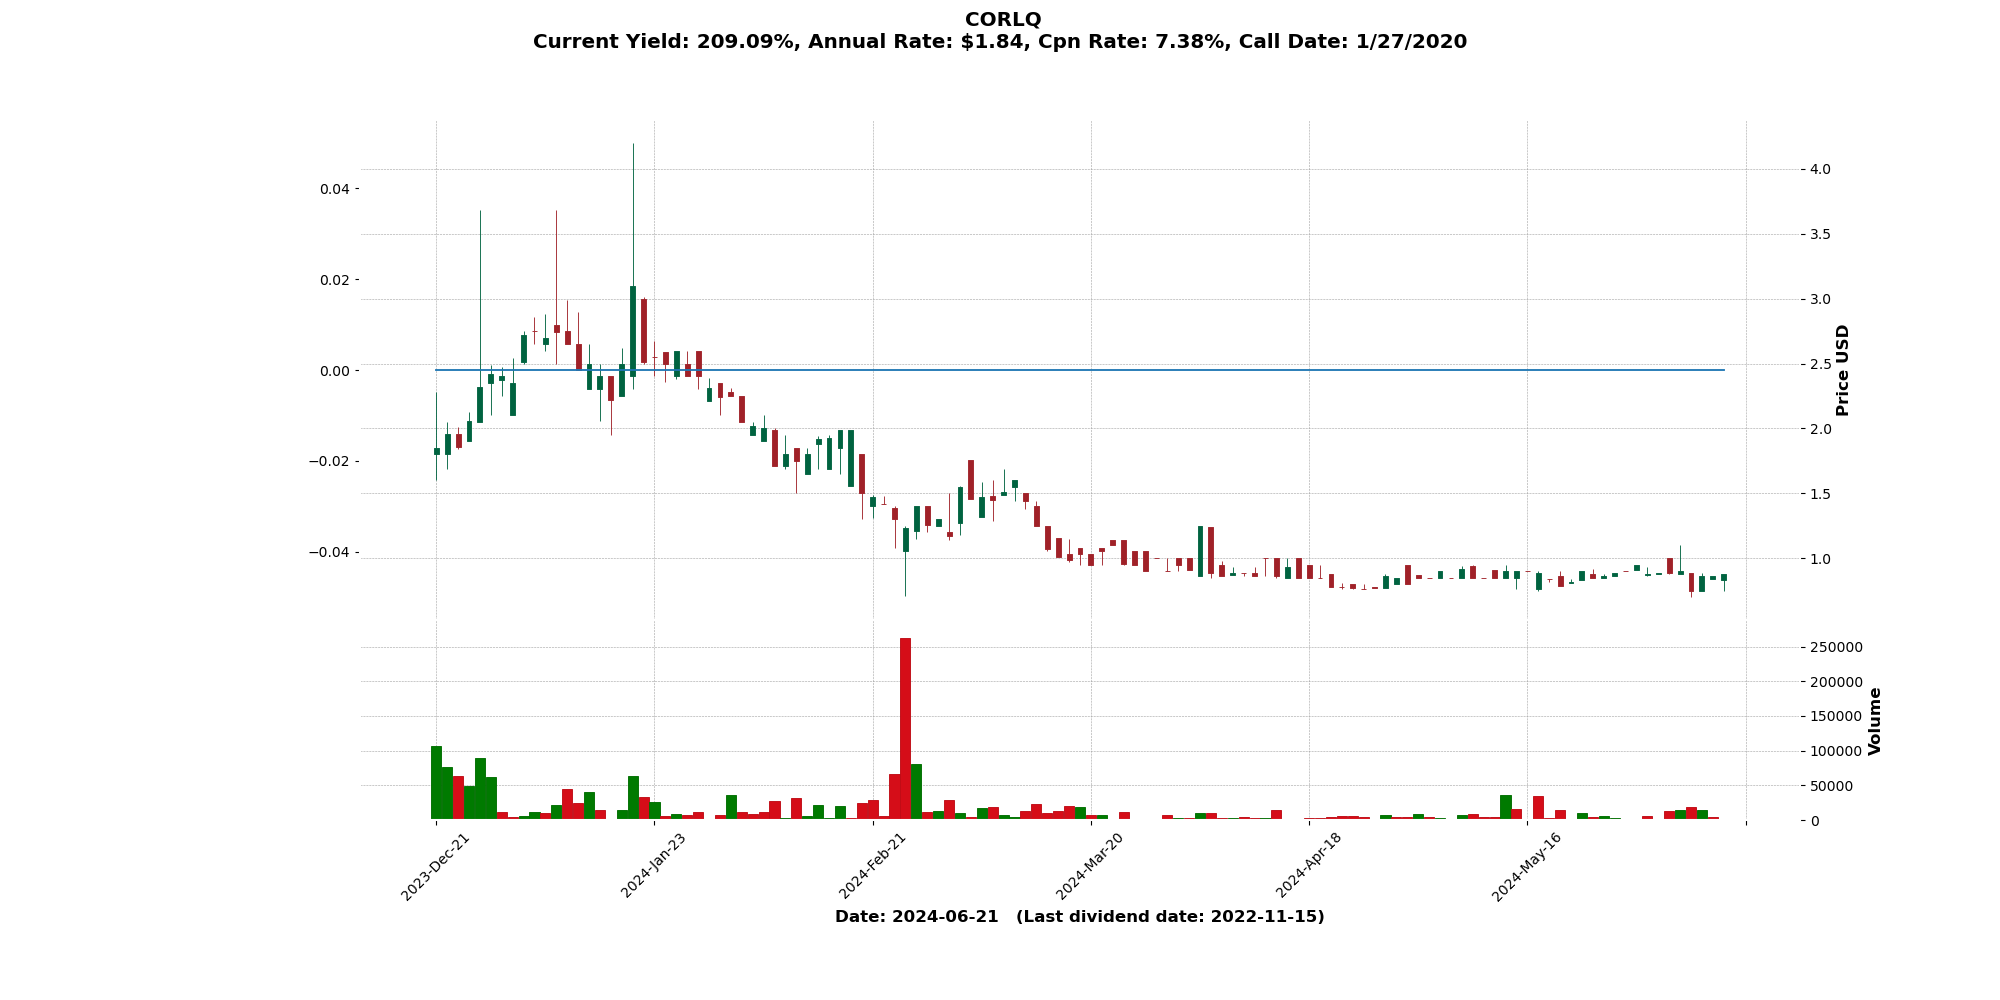 CORLQ
Current Yield: 209.09%, Annual Rate: $1.84, Cpn Rate: 7.38%, Call Date: 1/27/2020
0.04
0.02
0.00
−0.02
−0.04
4.0
3.5
3.0
2.5
2.0
1.5
1.0
Price USD
250000
200000
150000
100000
50000
0
Volume
2023-Dec-21
2024-Jan-23
2024-Feb-21
2024-Mar-20
2024-Apr-18
2024-May-16
Date: 2024-06-21   (Last dividend date: 2022-11-15)